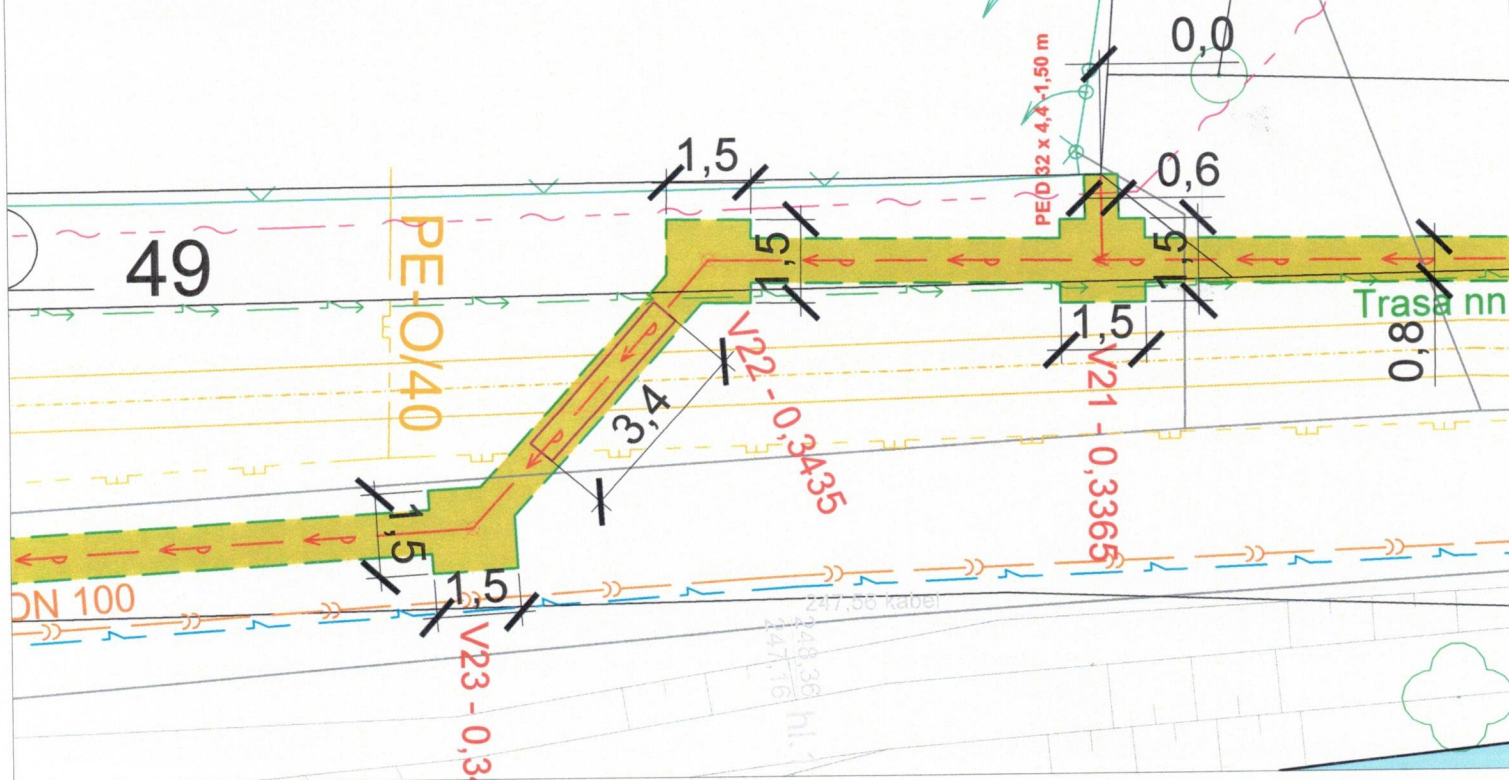 0,0
PE D 32 x 4,4 -1,50 m
1,5
0,6
49
PE-O/40
1,5
1,5
Trasa nn
1,5
0,8
V22 - 0,3435
V21 - 0,3365
3,4
1,5
1,5
DN 100
247.56 kabel
248,36 hl.
247,16
V23 - 0,3